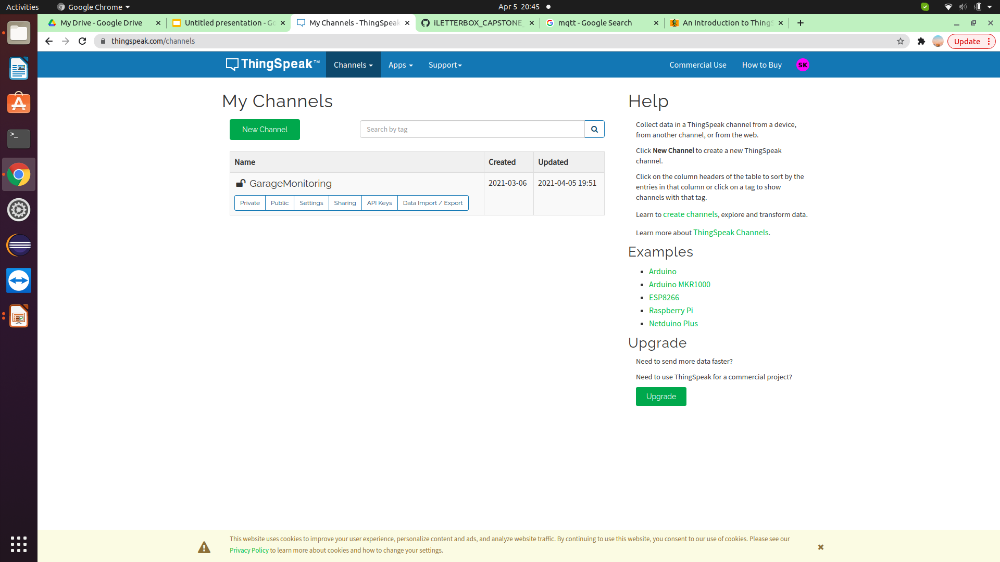 Activities
Google Chrome
Apr 5 20:45
My Drive - Google Drive
Untitled presentation - Go
My Channels - ThingSpeak
iLETTERBOX_CAPSTONE_
mqtt - Google Search
An Introduction to ThingS
thingspeak.com/channels
Update
ThingSpeak™
Channels
Apps
Support
Commercial Use
How to Buy
SK
My Channels
New Channel
Search by tag
Name
Created
Updated
GarageMonitoring
2021-03-06
2021-04-05 19:51
Private
Public
Settings
Sharing
API Keys
Data Import / Export
Help
Collect data in a ThingSpeak channel from a device,
from another channel, or from the web.
Click New Channel to create a new ThingSpeak
channel.
Click on the column headers of the table to sort by the
entries in that column or click on a tag to show
channels with that tag.
Learn to create channels, explore and transform data.
Learn more about ThingSpeak Channels.
Examples
Arduino
Arduino MKR1000
ESP8266
Raspberry Pi
Netduino Plus
Upgrade
Need to send more data faster?
Need to use ThingSpeak for a commercial project?
Upgrade
This website uses cookies to improve your user experience, personalize content and ads, and analyze website traffic. By continuing to use this website, you consent to our use of cookies. Please see our
Privacy Policy to learn more about cookies and how to change your settings.